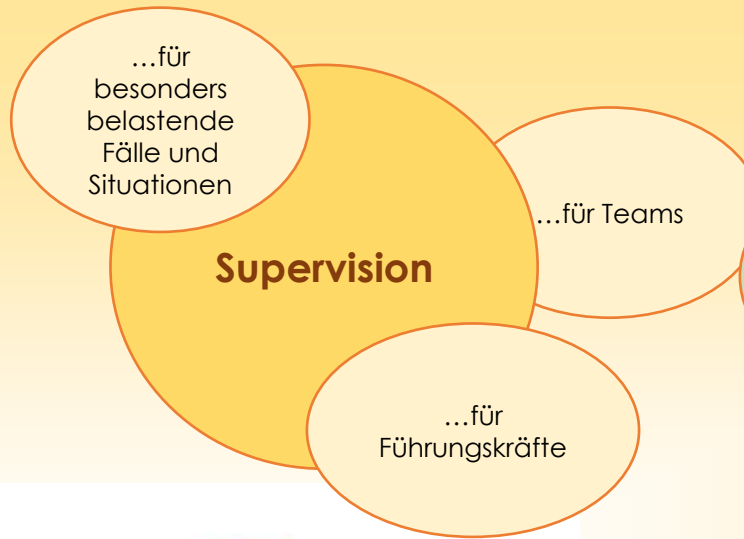 …für
besonders
belastende
Fälle und
Situationen
…für Teams
Supervision
…für
Führungskräfte